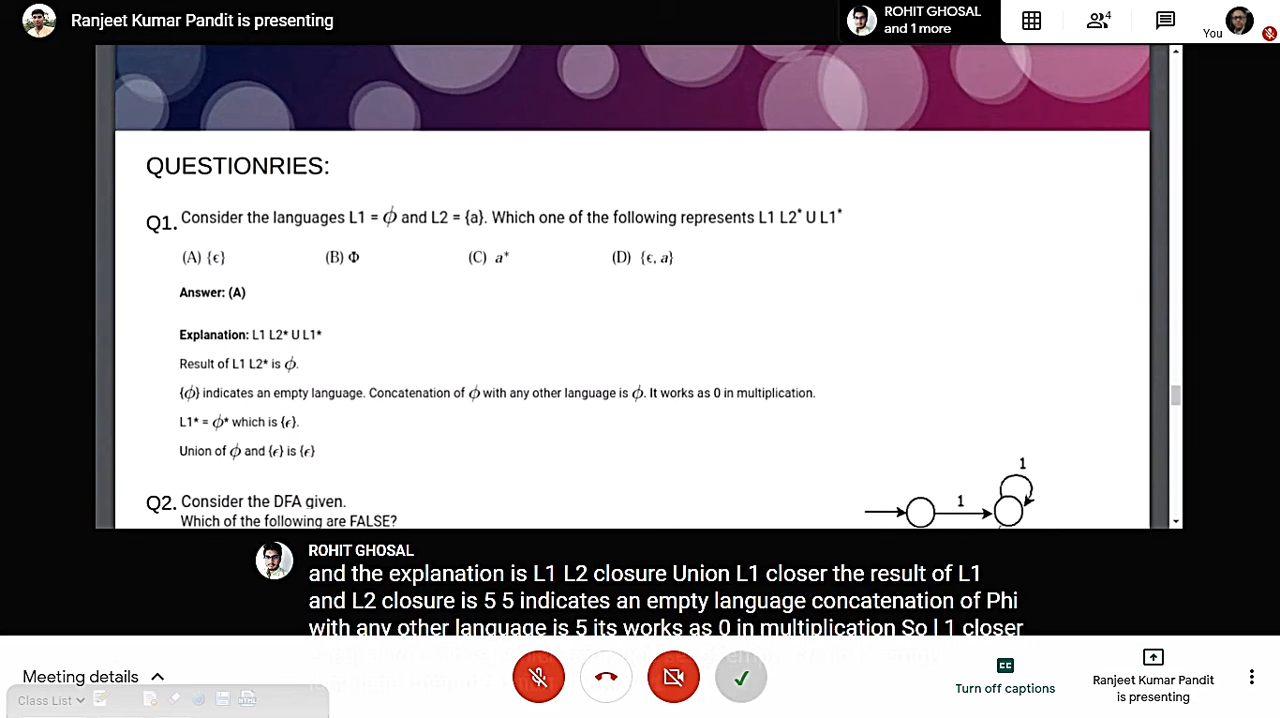 Ranjeet Kumar Pandit is presenting
ROHIT GHOSAL
and 1 more
4
You
QUESTIONRIES:
Q1. Consider the languages L1 = ϕ and L2 = {a}. Which one of the following represents L1 L2* U L1*
(A) {ϵ} (B) Φ (C) a* (D) {ϵ, a}
Answer: (A)
Explanation: L1 L2* U L1*
Result of L1 L2* is ϕ.
{ϕ} indicates an empty language. Concatenation of ϕ with any other language is ϕ. It works as 0 in multiplication.
L1* = ϕ* which is {ϵ}.
Union of ϕ and {ϵ} is {ϵ}
1
Q2. Consider the DFA given.
1
Which of the following are FALSE?
ROHIT GHOSAL
and the explanation is L1 L2 closure Union L1 closer the result of L1
and L2 closure is 5 5 indicates an empty language concatenation of Phi
with any other language is 5 its works as 0 in multiplication So l 1 closer
Meeting details
CC
Turn off captions
Ranjeet Kumar Pandit
is presenting
Class List